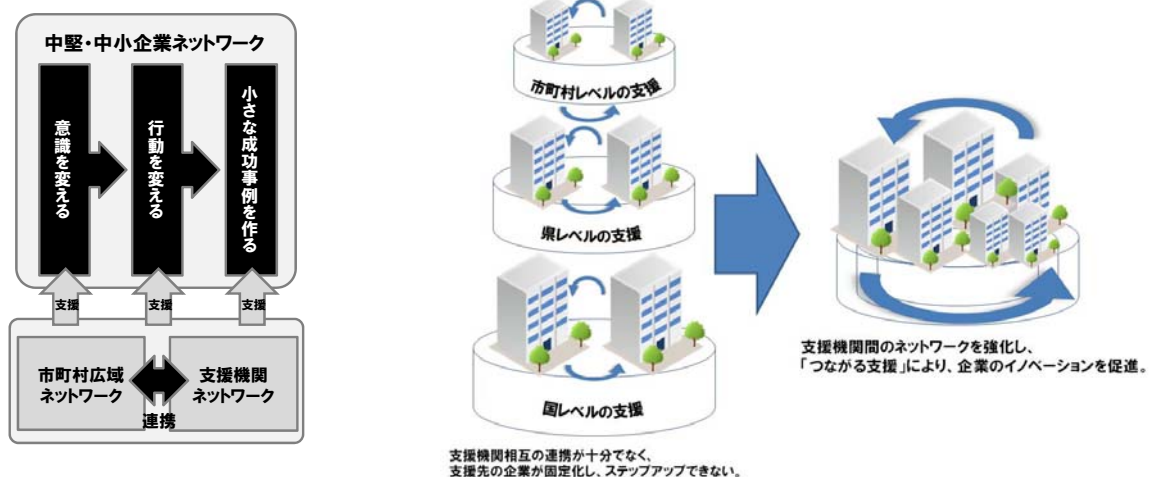 中堅・中小企業ネットワーク
意識を変える
行動を変える
小さな成功事例を作る
支援
支援
支援
市町村広域
ネットワーク
支援機関
ネットワーク
連携
市町村レベルの支援
県レベルの支援
国レベルの支援
支援機関相互の連携が十分でなく、
支援先の企業が固定化し、ステップアップできない。
支援機関間のネットワークを強化し、
「つながる支援」により、企業のイノベーションを促進。